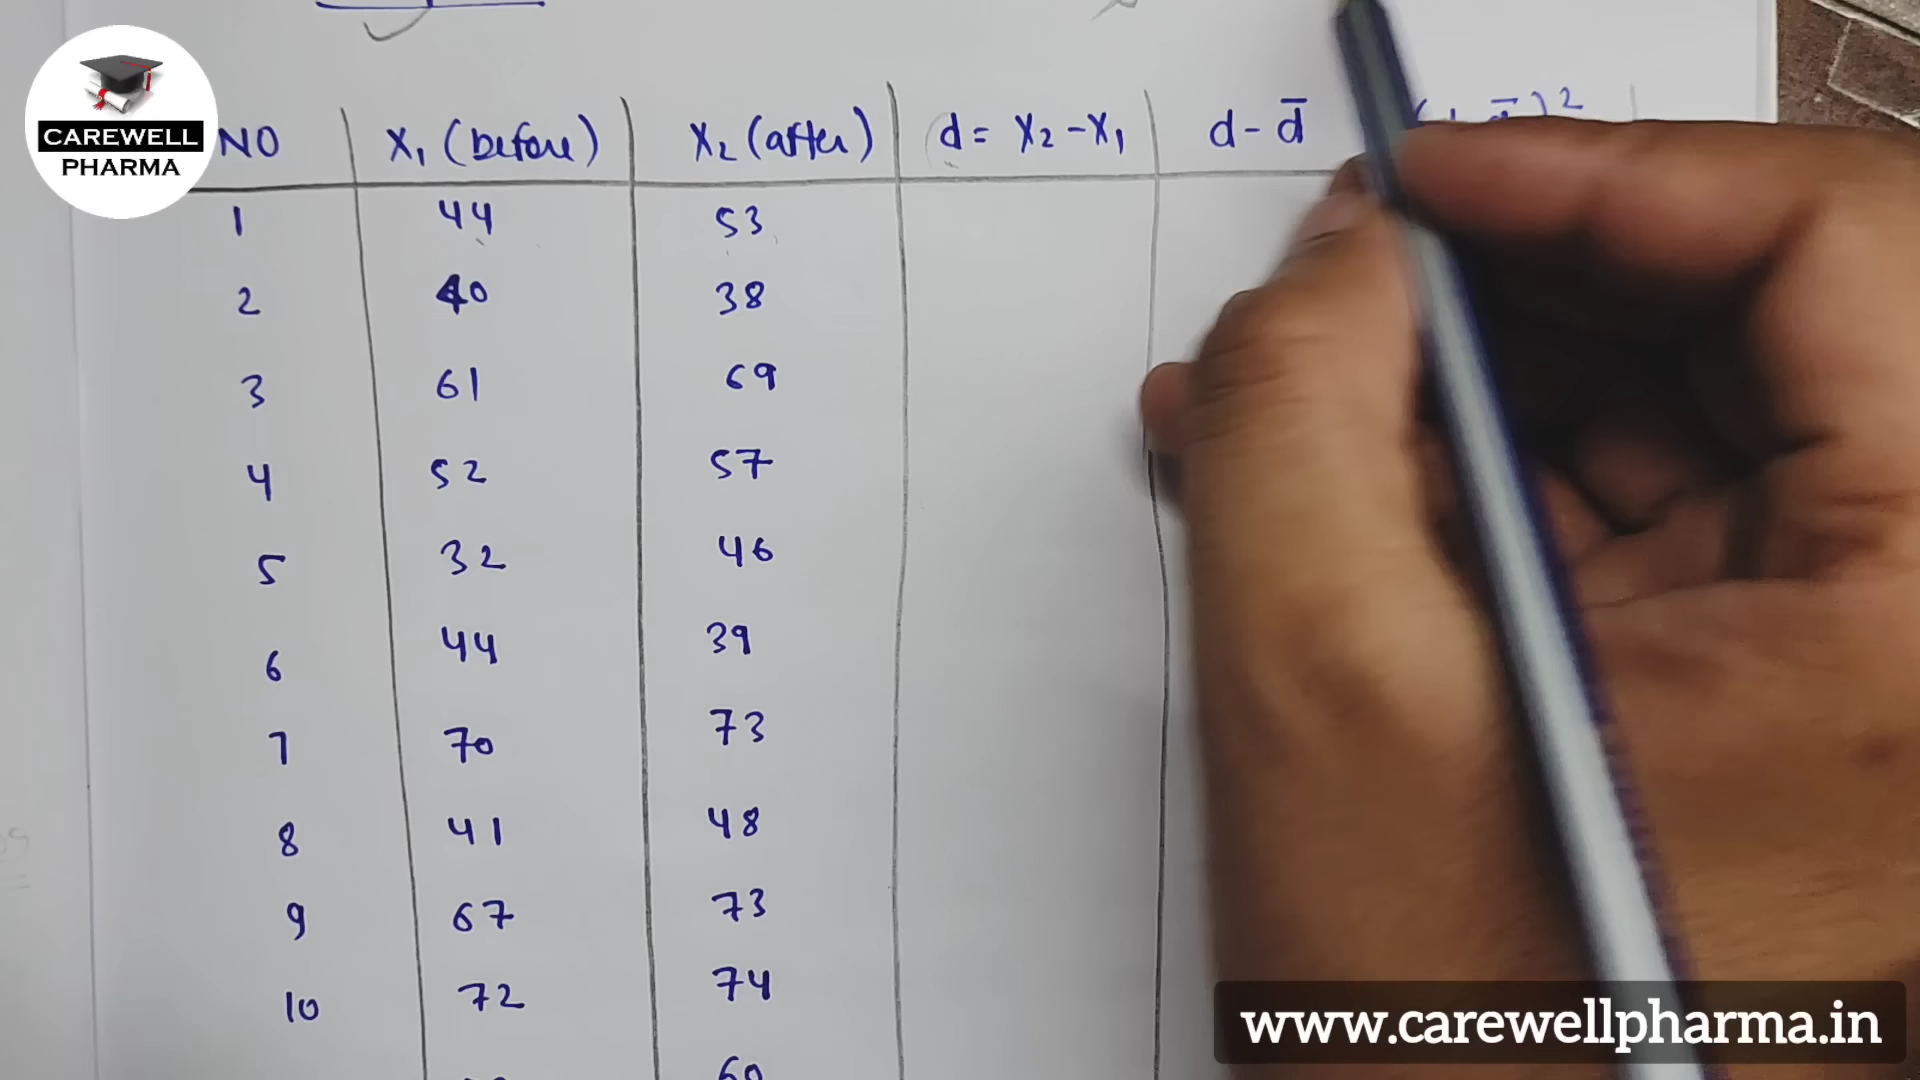 CAREWELL
PHARMA
NO X₁ (before) X₂ (after) d = X₂ - X₁ d - d̅ )²
1 44 53
2 40 38
3 61 69
4 52 57
5 32 46
6 44 39
7 70 73
8 41 48
9 67 73
10 72 74
60
www.carewellpharma.in